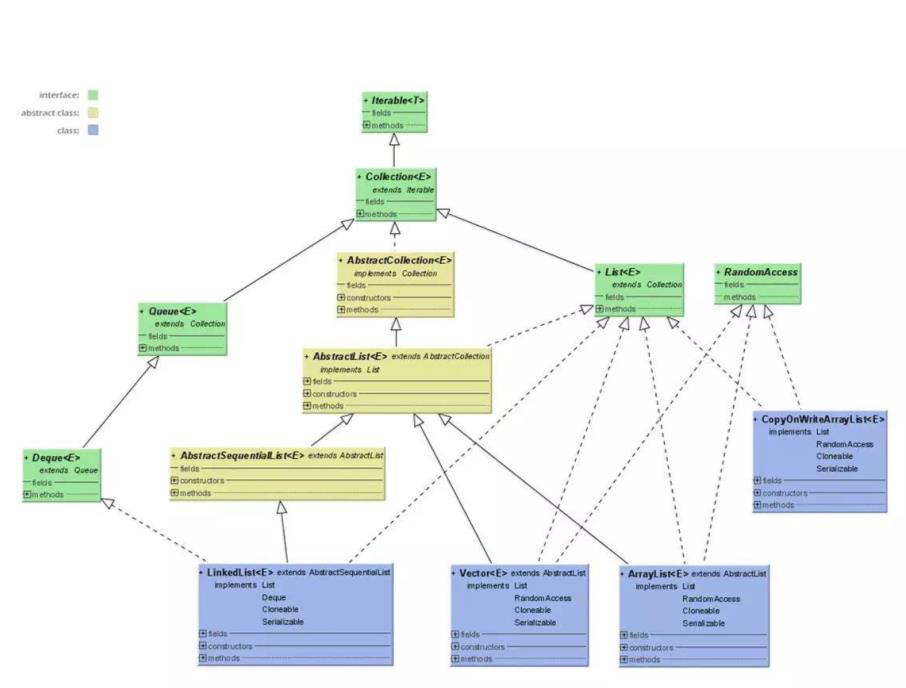 interface:
abstract class:
class:
+ Iterable<T>
fields
methods
+ Collection<E>
extends Iterable
fields
methods
+ AbstractCollection<E>
implements Collection
fields
constructors
methods
+ List<E>
extends Collection
fields
methods
+ RandomAccess
fields
methods
+ Queue<E>
extends Collection
fields
methods
+ AbstractList<E> extends AbstractCollection
implements List
fields
constructors
methods
+ CopyOnWriteArrayList<E>
implements List
RandomAccess
Cloneable
Serializable
fields
constructors
methods
+ Deque<E>
extends Queue
fields
methods
+ AbstractSequentialList<E> extends AbstractList
fields
constructors
methods
+ LinkedList<E> extends AbstractSequentialList
implements List
Deque
Cloneable
Serializable
fields
constructors
methods
+ Vector<E> extends AbstractList
implements List
RandomAccess
Cloneable
Serializable
fields
constructors
methods
+ ArrayList<E> extends AbstractList
implements List
RandomAccess
Cloneable
Serializable
fields
constructors
methods